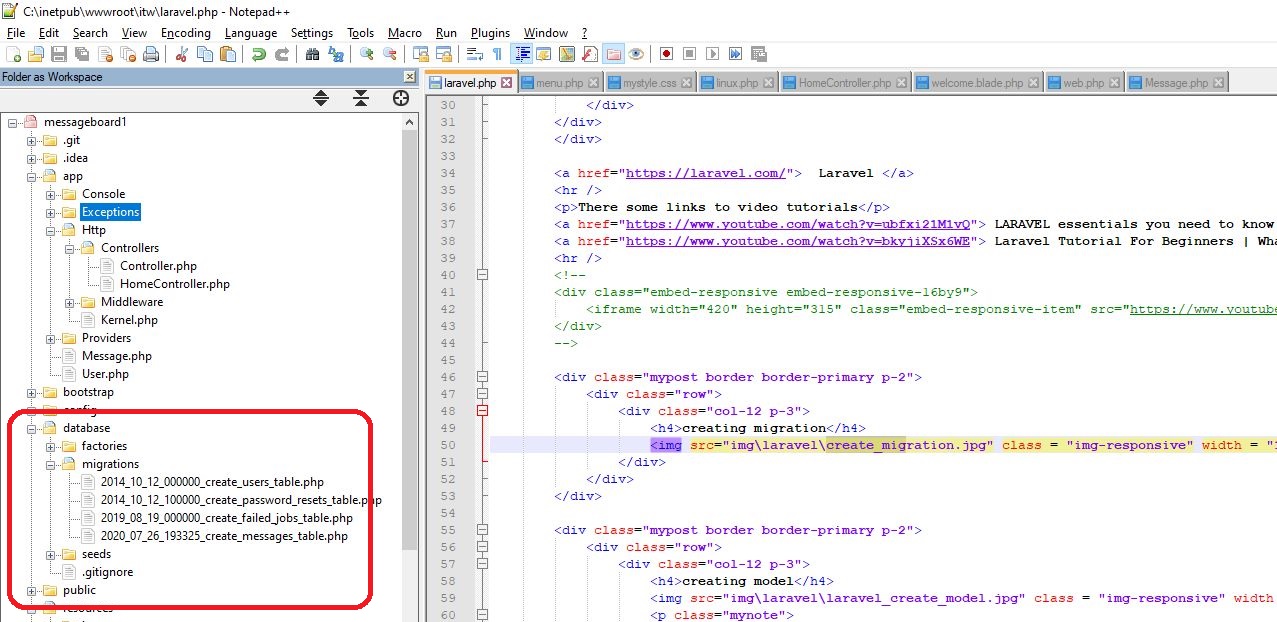 C:\inetpub\wwwroot\itw\laravel.php - Notepad++
File Edit Search View Encoding Language Settings Tools Macro Run Plugins Window ?
Folder as Workspace
messageboard1
.git
.idea
app
Console
Exceptions
Http
Controllers
Controller.php
HomeController.php
Middleware
Kernel.php
Providers
Message.php
User.php
bootstrap
config
database
factories
migrations
2014_10_12_000000_create_users_table.php
2014_10_12_100000_create_password_resets_table.php
2019_08_19_000000_create_failed_jobs_table.php
2020_07_26_193325_create_messages_table.php
seeds
.gitignore
public
resources
laravel.php menu.php mystyle.css linux.php HomeController.php welcome.blade.php web.php Message.php
30 </div>
31 </div>
32 </div>
33
34 <a href="https://laravel.com/">  Laravel </a>
35 <hr />
36 <p>There some links to video tutorials</p>
37 <a href="https://www.youtube.com/watch?v=ubfxi21M1vQ"> LARAVEL essentials you need to know
38 <a href="https://www.youtube.com/watch?v=bkyjiXSx6WE"> Laravel Tutorial For Beginners | Wha
39 <hr />
40 <!--
41 <div class="embed-responsive embed-responsive-16by9">
42 <iframe width="420" height="315" class="embed-responsive-item" src="https://www.youtube
43 </div>
44 -->
45
46 <div class="mypost border border-primary p-2">
47 <div class="row">
48 <div class="col-12 p-3">
49 <h4>creating migration</h4>
50 <img src="img\laravel\create_migration.jpg" class = "img-responsive" width = "1
51 </div>
52 </div>
53 </div>
54
55 <div class="mypost border border-primary p-2">
56 <div class="row">
57 <div class="col-12 p-3">
58 <h4>creating model</h4>
59 <img src="img\laravel\laravel_create_model.jpg" class = "img-responsive" width
60 <p class="mynote">